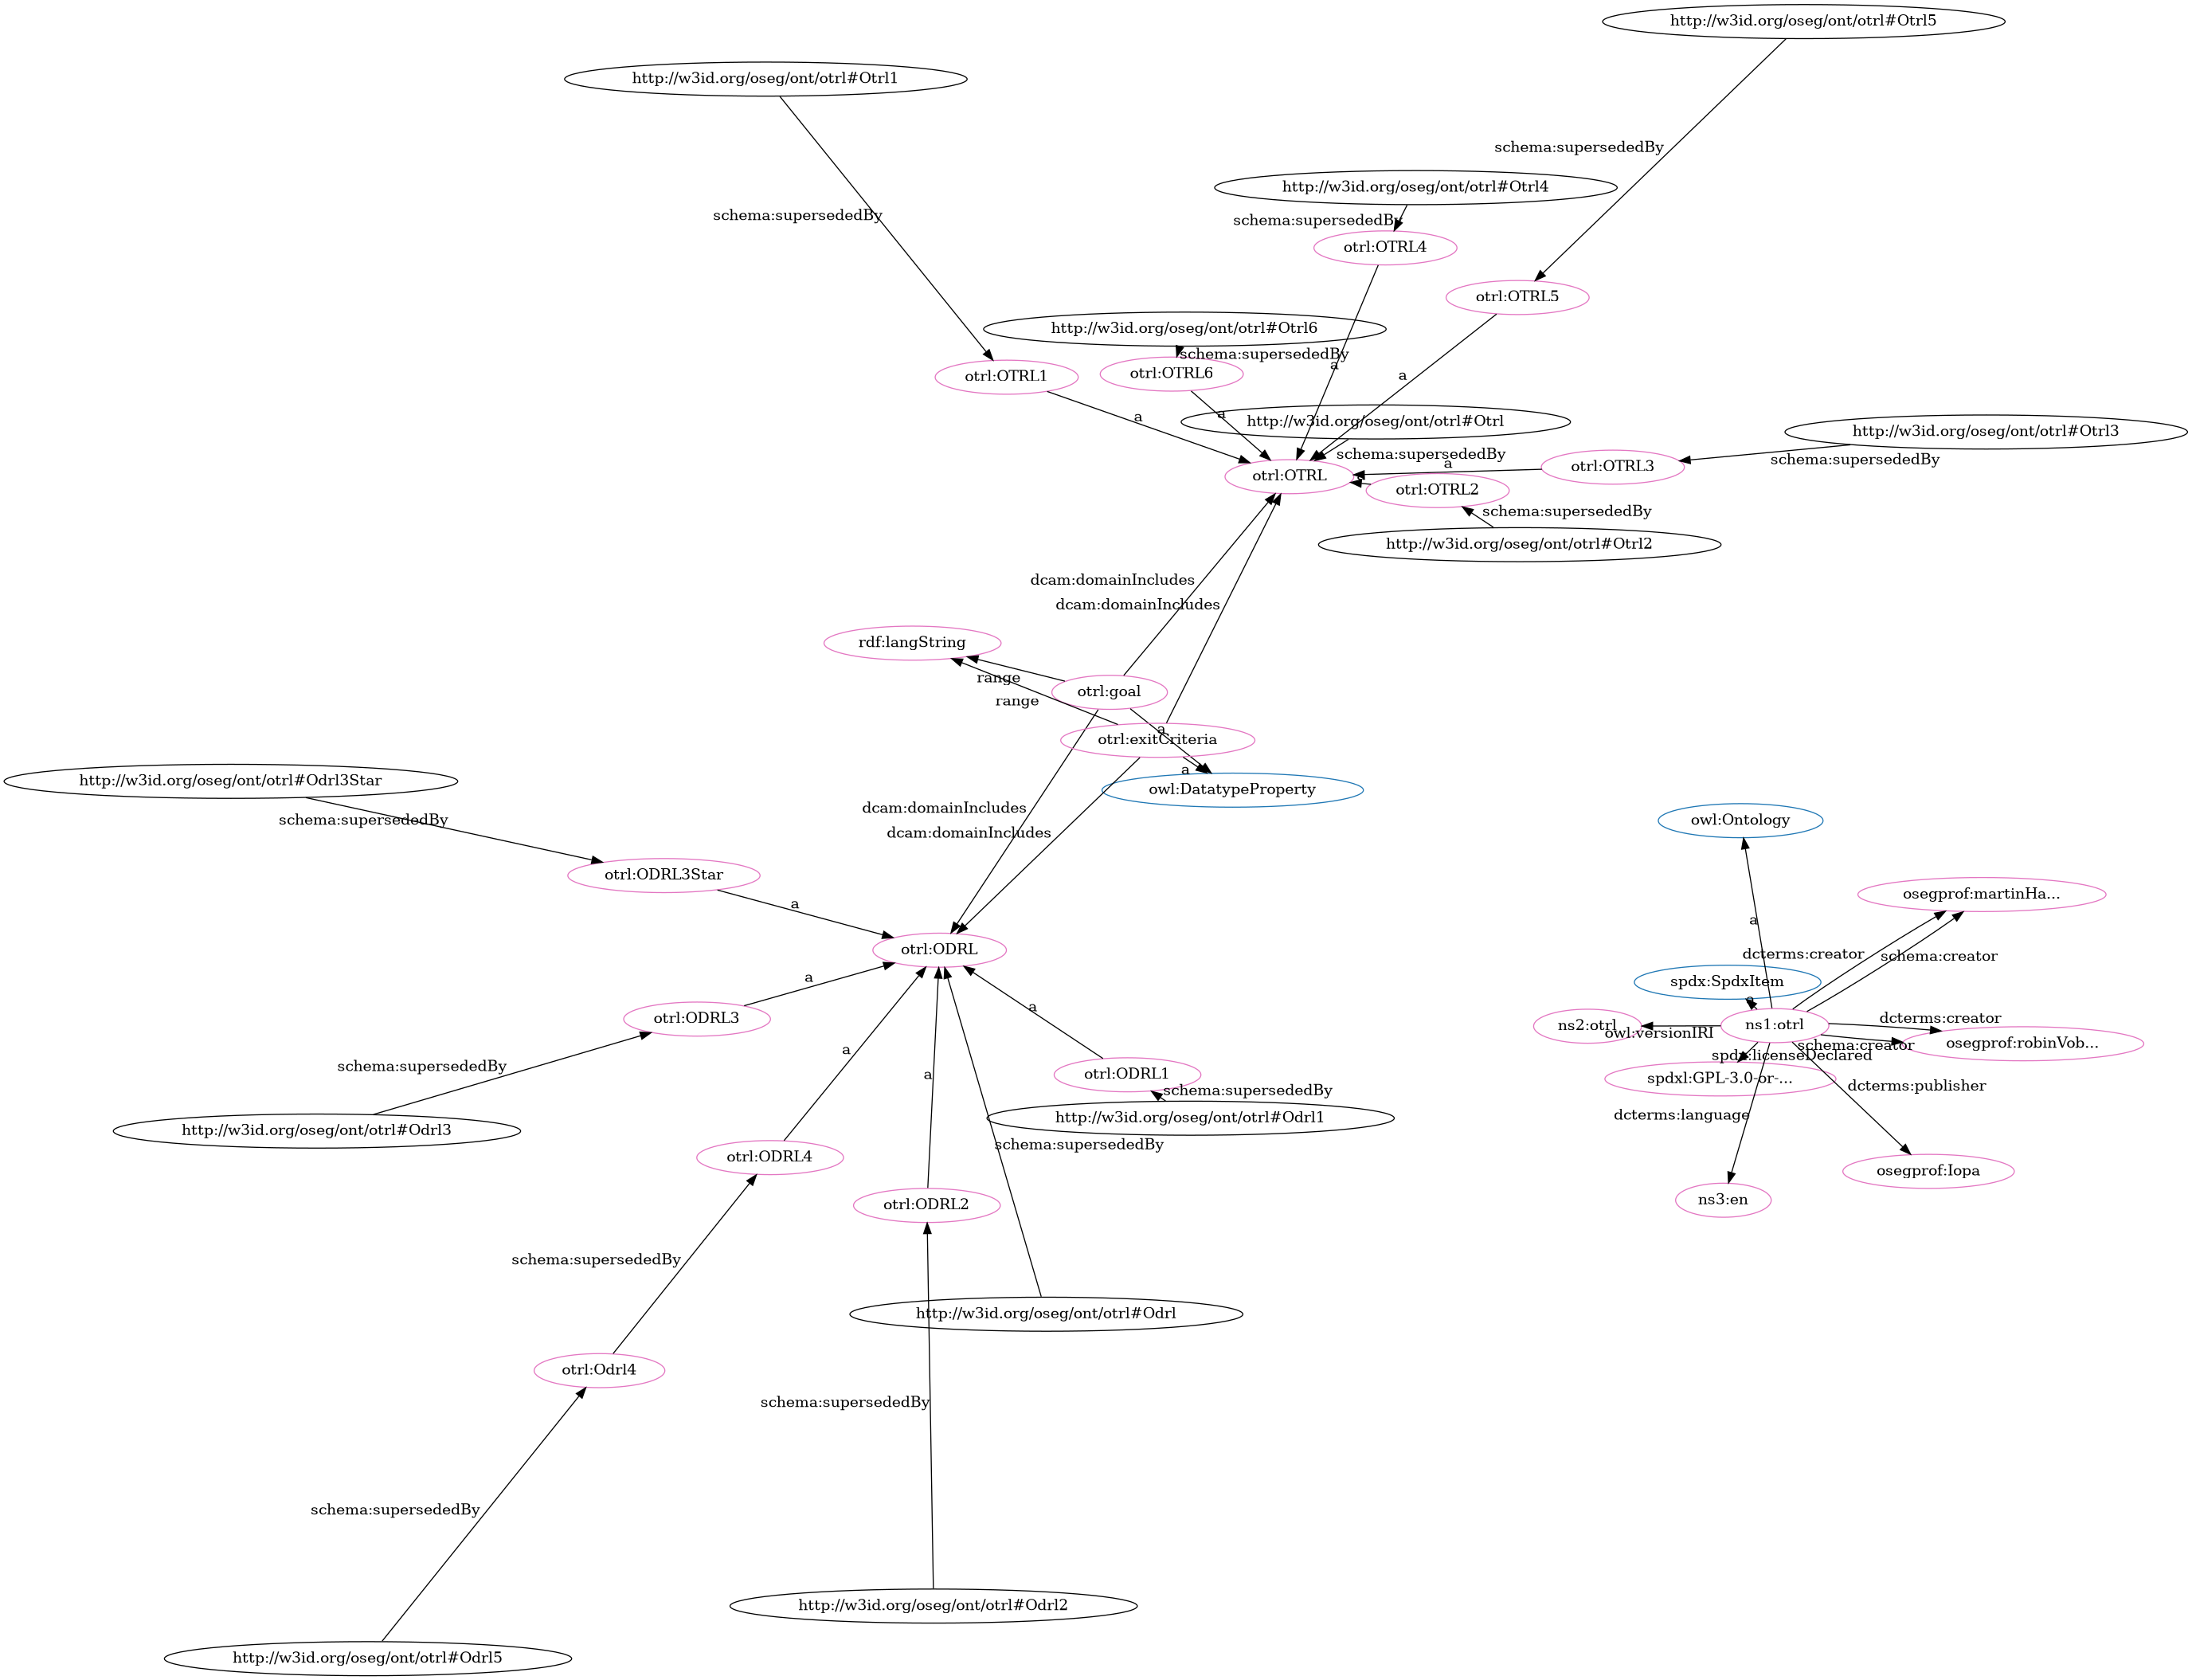 http://w3id.org/oseg/ont/otrl#Otrl5
http://w3id.org/oseg/ont/otrl#Otrl1
schema:supersededBy
http://w3id.org/oseg/ont/otrl#Otrl4
schema:supersededBy
schema:supersededBy
otrl:OTRL4
otrl:OTRL5
http://w3id.org/oseg/ont/otrl#Otrl6
schema:supersededBy
a
otrl:OTRL1
otrl:OTRL6
a
a
a
http://w3id.org/oseg/ont/otrl#Otrl
http://w3id.org/oseg/ont/otrl#Otrl3
schema:supersededBy
schema:supersededBy
a
otrl:OTRL3
otrl:OTRL
otrl:OTRL2
schema:supersededBy
http://w3id.org/oseg/ont/otrl#Otrl2
dcam:domainIncludes
dcam:domainIncludes
rdf:langString
range
otrl:goal
range
a
otrl:exitCriteria
a
owl:DatatypeProperty
http://w3id.org/oseg/ont/otrl#Odrl3Star
dcam:domainIncludes
schema:supersededBy
owl:Ontology
dcam:domainIncludes
otrl:ODRL3Star
osegprof:martinHa...
a
a
otrl:ODRL
dcterms:creator
schema:creator
a
spdx:SpdxItem
a
a
otrl:ODRL3
ns2:otrl
ns1:otrl
dcterms:creator
owl:versionIRI
schema:creator
osegprof:robinVob...
a
spdx:licenseDeclared
schema:supersededBy
a
otrl:ODRL1
spdxl:GPL-3.0-or-...
dcterms:publisher
schema:supersededBy
http://w3id.org/oseg/ont/otrl#Odrl3
http://w3id.org/oseg/ont/otrl#Odrl1
dcterms:language
schema:supersededBy
otrl:ODRL4
osegprof:Iopa
otrl:ODRL2
ns3:en
schema:supersededBy
http://w3id.org/oseg/ont/otrl#Odrl
otrl:Odrl4
schema:supersededBy
schema:supersededBy
http://w3id.org/oseg/ont/otrl#Odrl2
http://w3id.org/oseg/ont/otrl#Odrl5